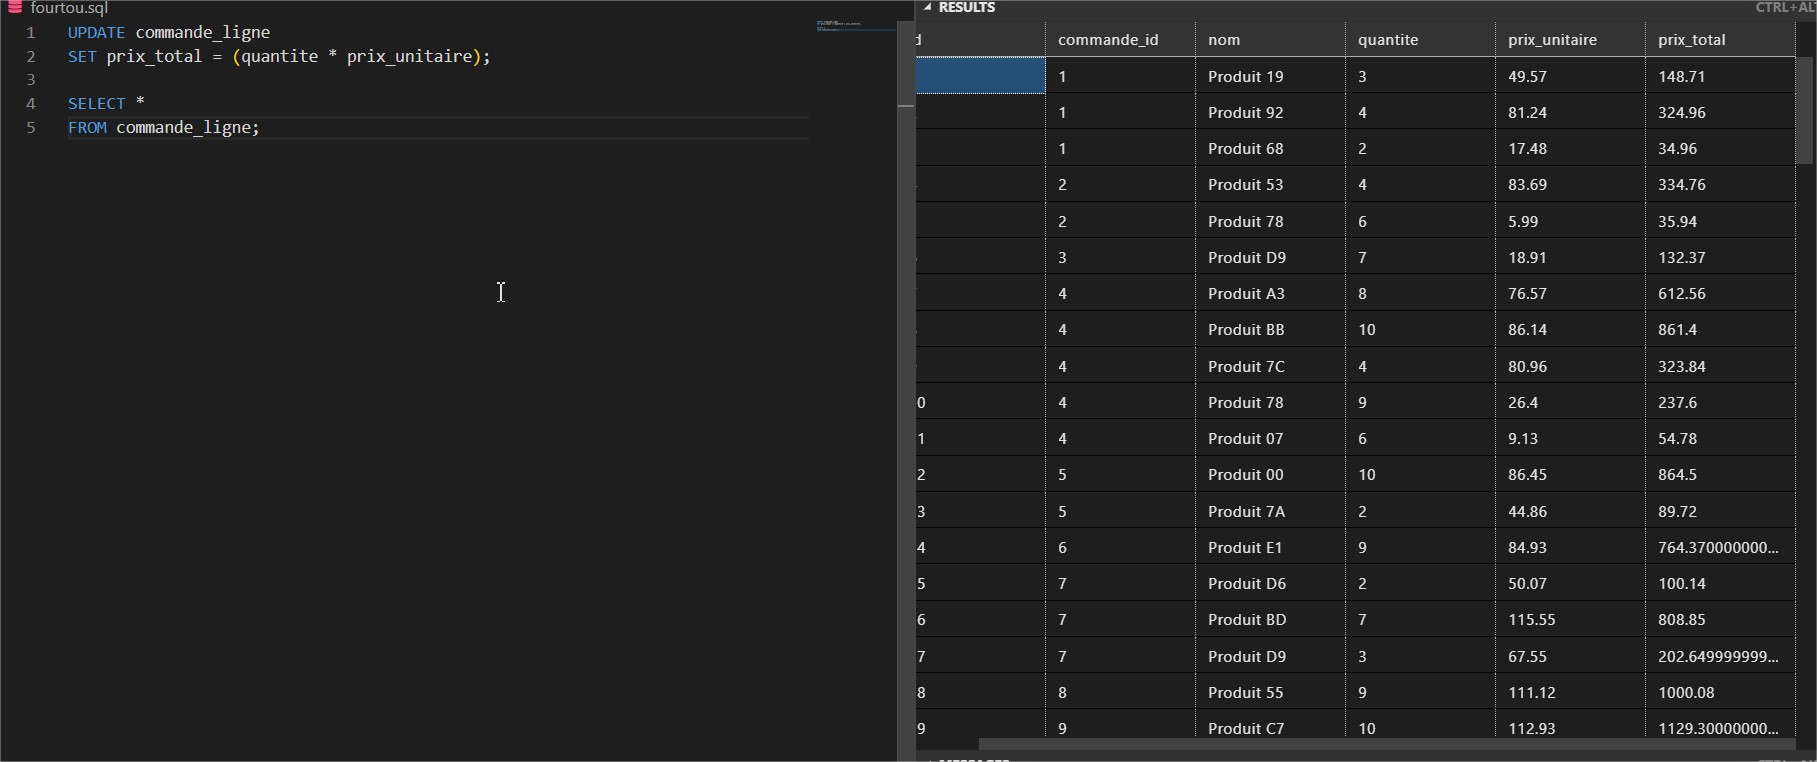 fourtou.sql
1 UPDATE commande_ligne
2 SET prix_total = (quantite * prix_unitaire);
3
4 SELECT *
5 FROM commande_ligne;
RESULTS CTRL+AL
d commande_id nom quantite prix_unitaire prix_total
1 Produit 19 3 49.57 148.71
1 Produit 92 4 81.24 324.96
1 Produit 68 2 17.48 34.96
2 Produit 53 4 83.69 334.76
2 Produit 78 6 5.99 35.94
3 Produit D9 7 18.91 132.37
4 Produit A3 8 76.57 612.56
4 Produit BB 10 86.14 861.4
4 Produit 7C 4 80.96 323.84
0 4 Produit 78 9 26.4 237.6
1 4 Produit 07 6 9.13 54.78
2 5 Produit 00 10 86.45 864.5
3 5 Produit 7A 2 44.86 89.72
4 6 Produit E1 9 84.93 764.370000000...
5 7 Produit D6 2 50.07 100.14
6 7 Produit BD 7 115.55 808.85
7 7 Produit D9 3 67.55 202.649999999...
8 8 Produit 55 9 111.12 1000.08
9 9 Produit C7 10 112.93 1129.30000000...